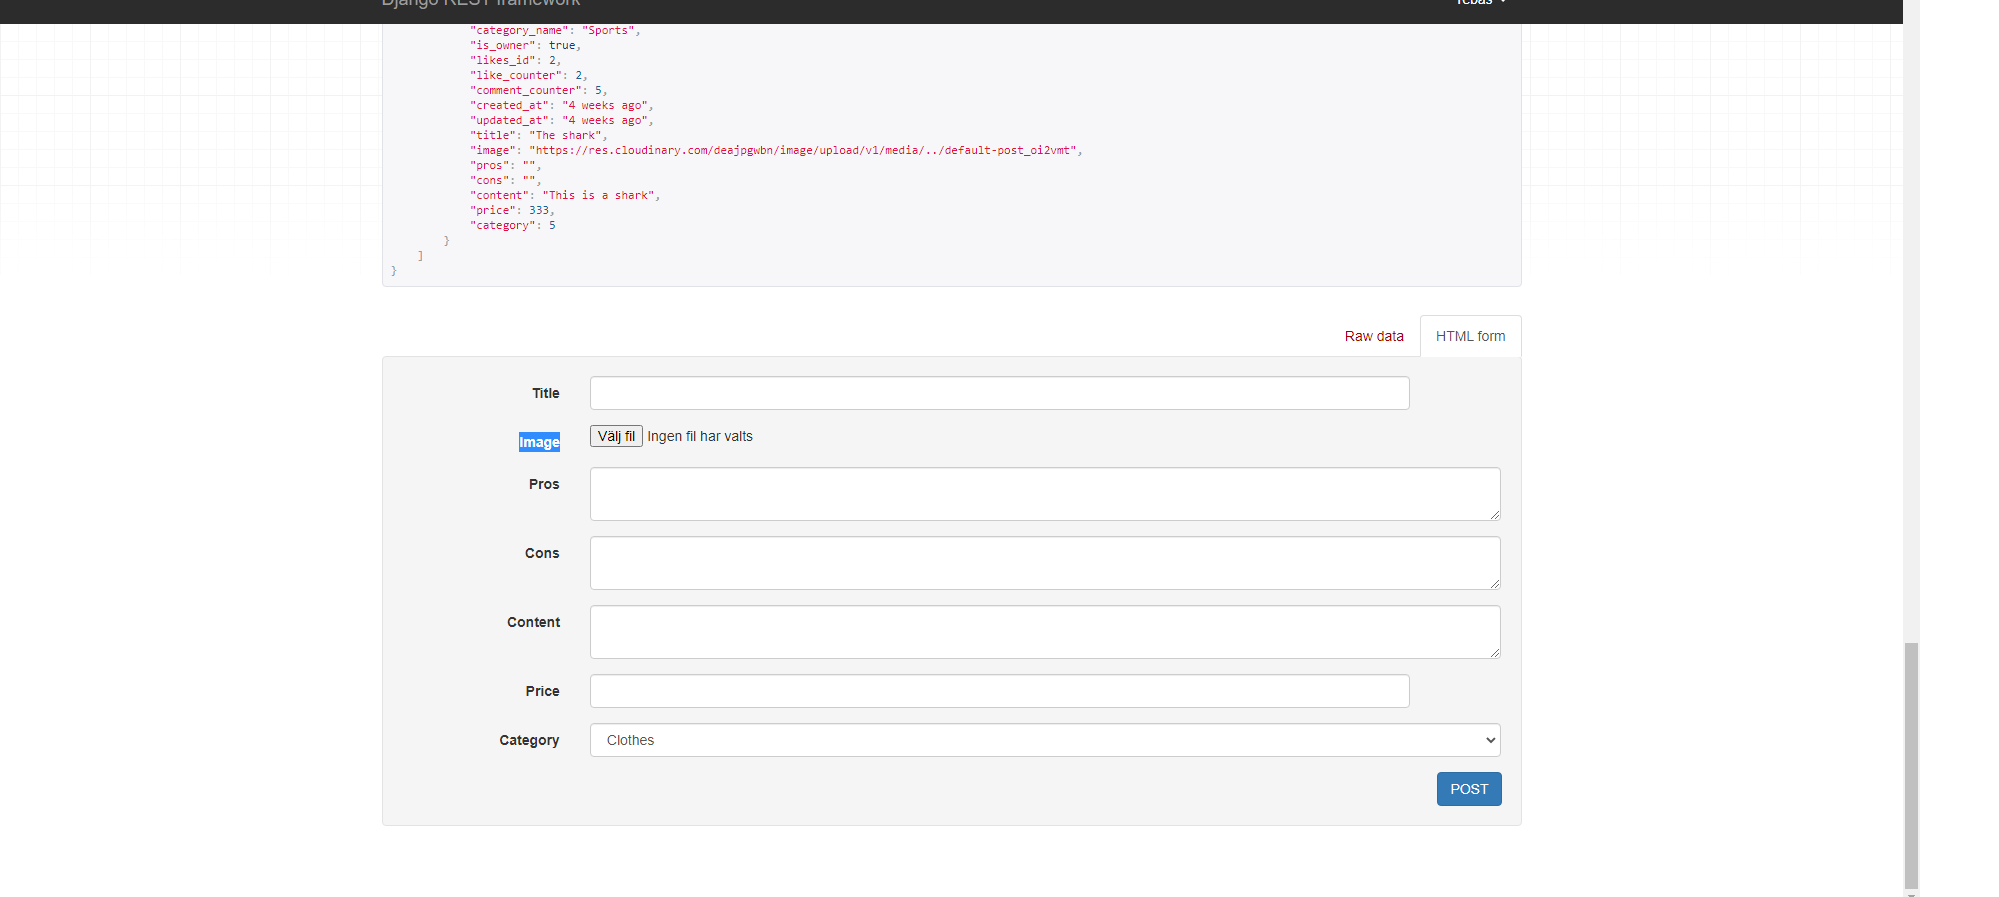 Django REST framework
Tebas
"category_name": "Sports",
"is_owner": true,
"likes_id": 2,
"like_counter": 2,
"comment_counter": 5,
"created_at": "4 weeks ago",
"updated_at": "4 weeks ago",
"title": "The shark",
"image": "https://res.cloudinary.com/deajpgwbn/image/upload/v1/media/../default-post_oi2vmt",
"pros": "",
"cons": "",
"content": "This is a shark",
"price": 333,
"category": 5
}
]
}
Raw data
HTML form
Title
Image
Välj fil Ingen fil har valts
Pros
Cons
Content
Price
Category
Clothes
POST